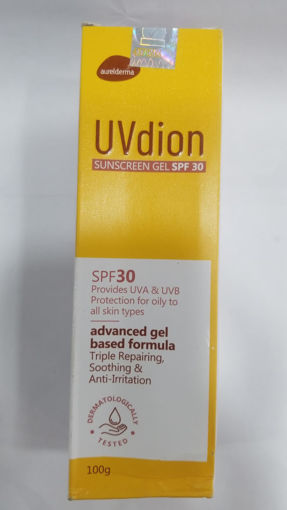 aurelderma
UVdion
SUNSCREEN GEL SPF 30
SPF30
Provides UVA & UVB
Protection for oily to
all skin types
advanced gel
based formula
Triple Repairing,
Soothing &
Anti-Irritation
DERMATOLOGICALLY
TESTED
100g